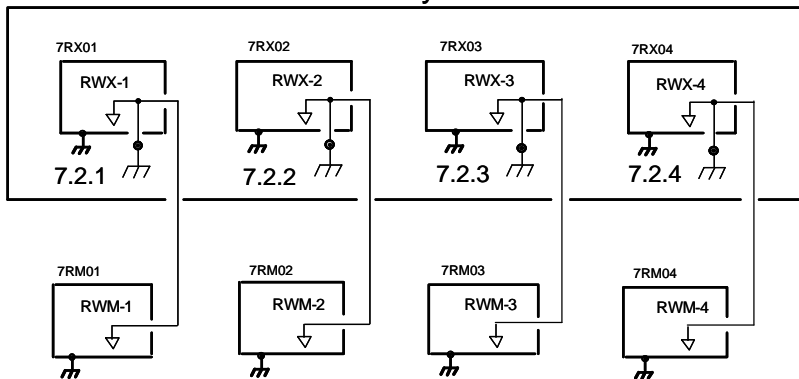 7RX01
7RX02
7RX03
7RX04
RWX-1
RWX-2
RWX-3
RWX-4
7.2.1
7.2.2
7.2.3
7.2.4
7RM01
7RM02
7RM03
7RM04
RWM-1
RWM-2
RWM-3
RWM-4